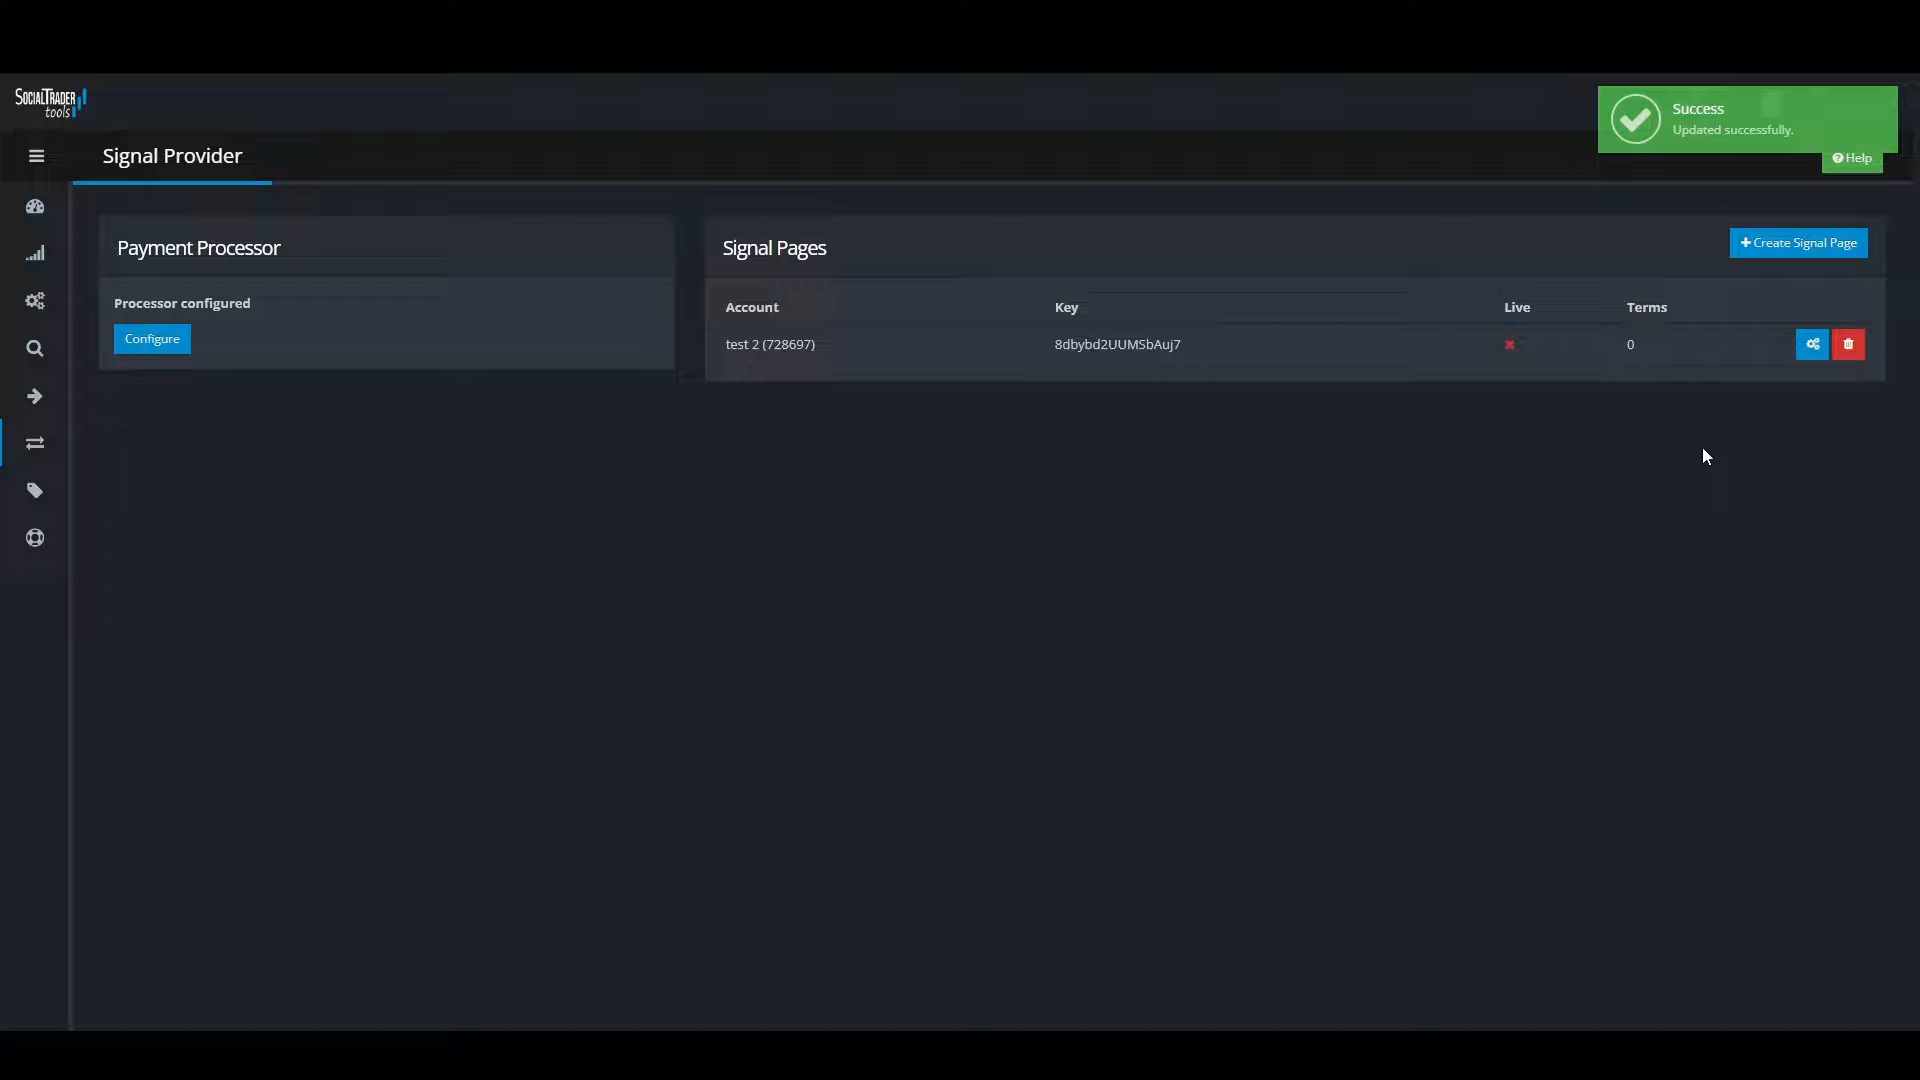 SOCIALTRADER
tools
Success
Updated successfully.
Signal Provider
Help
Payment Processor
Signal Pages
Create Signal Page
Processor configured
Configure
Account Key Live Terms
test 2 (728697) 8dbybd2UUMSbAuj7 0